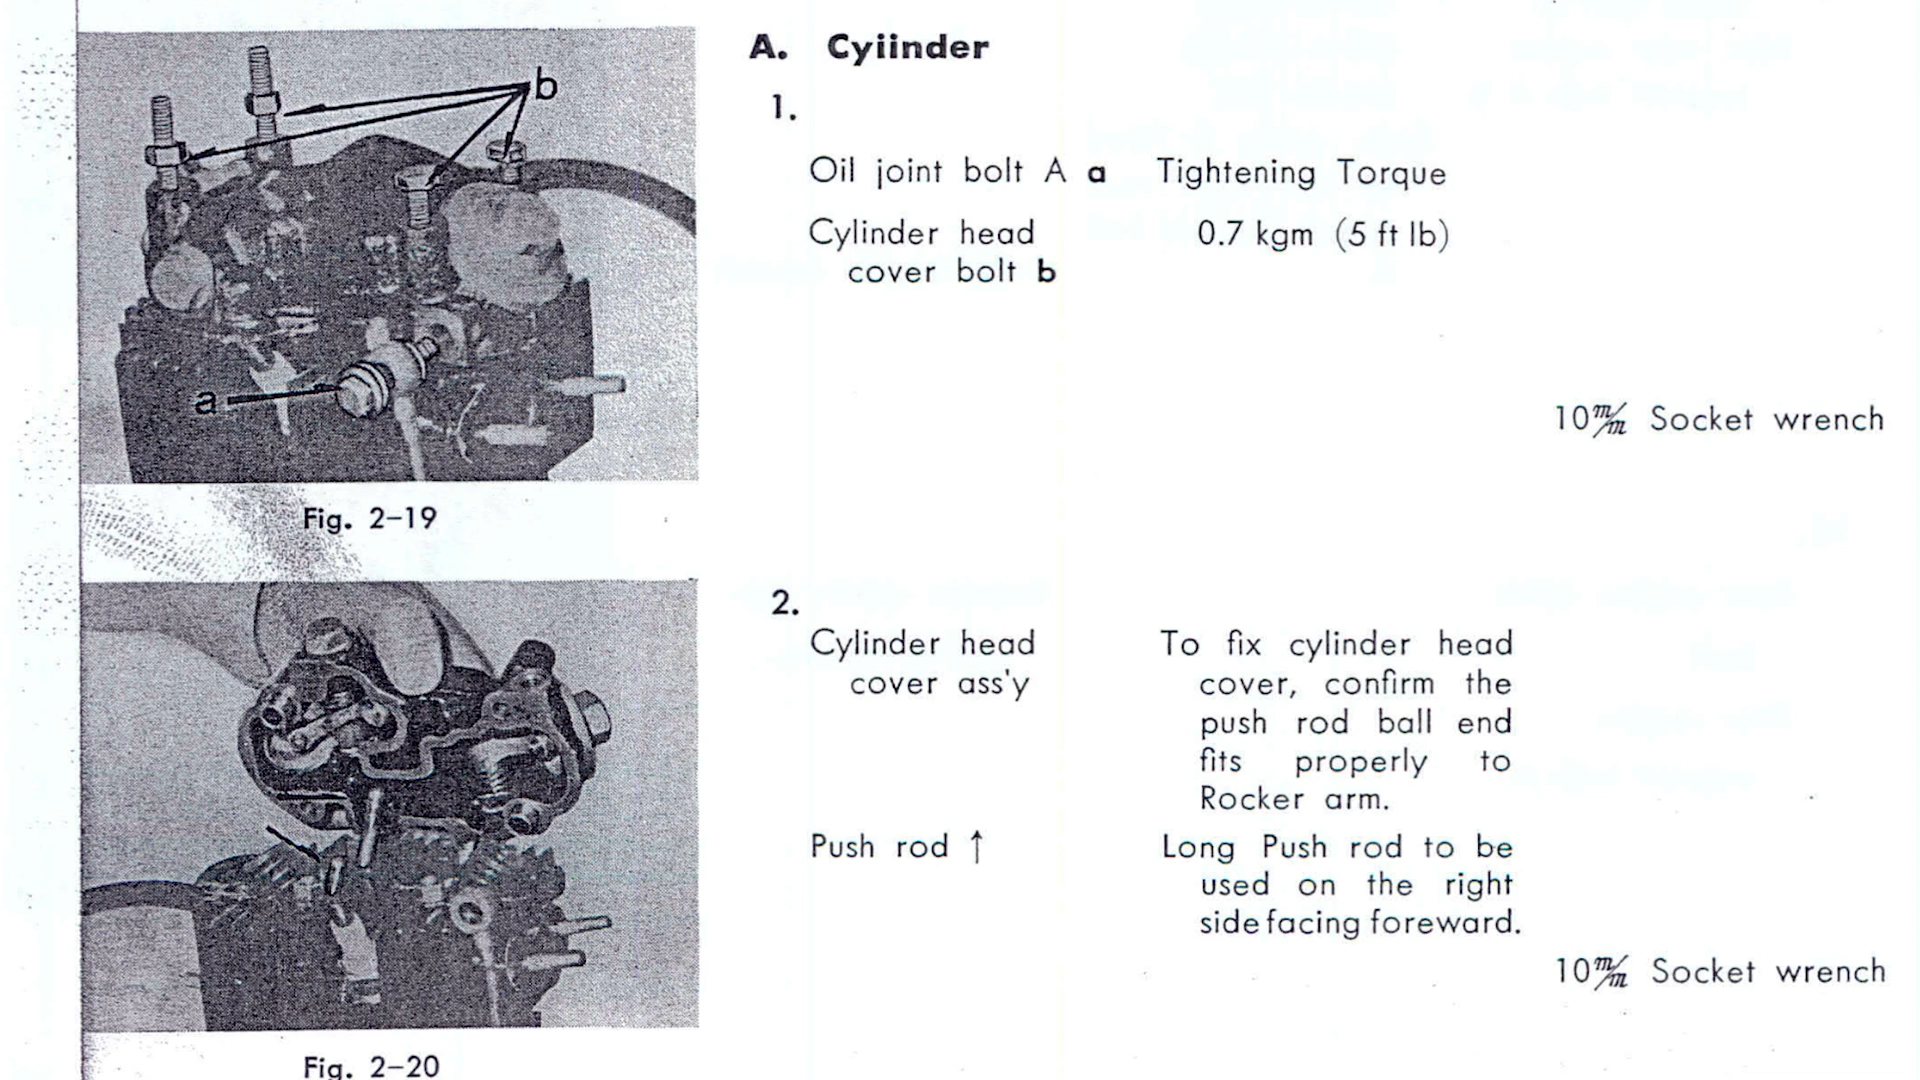 b
a
Fig. 2-19
A. Cyiinder
1.
Oil joint bolt A a Tightening Torque
Cylinder head 0.7 kgm (5 ft lb)
cover bolt b
10 m/m Socket wrench
Fig. 2-20
2.
Cylinder head
cover ass'y
To fix cylinder head
cover, confirm the
push rod ball end
fits properly to
Rocker arm.
Push rod ↑
Long Push rod to be
used on the right
side facing foreward.
10 m/m Socket wrench